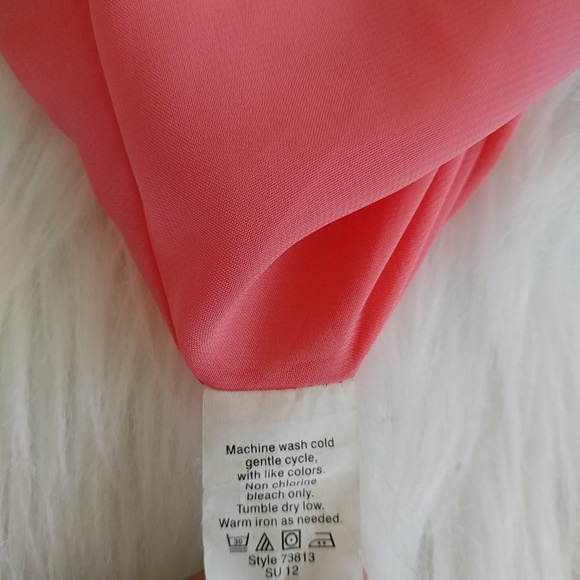 Machine wash cold
gentle cycle,
with like colors.
Non chlorine
bleach only.
Tumble dry low.
Warm iron as needed.
30
Style 73813
SU 12